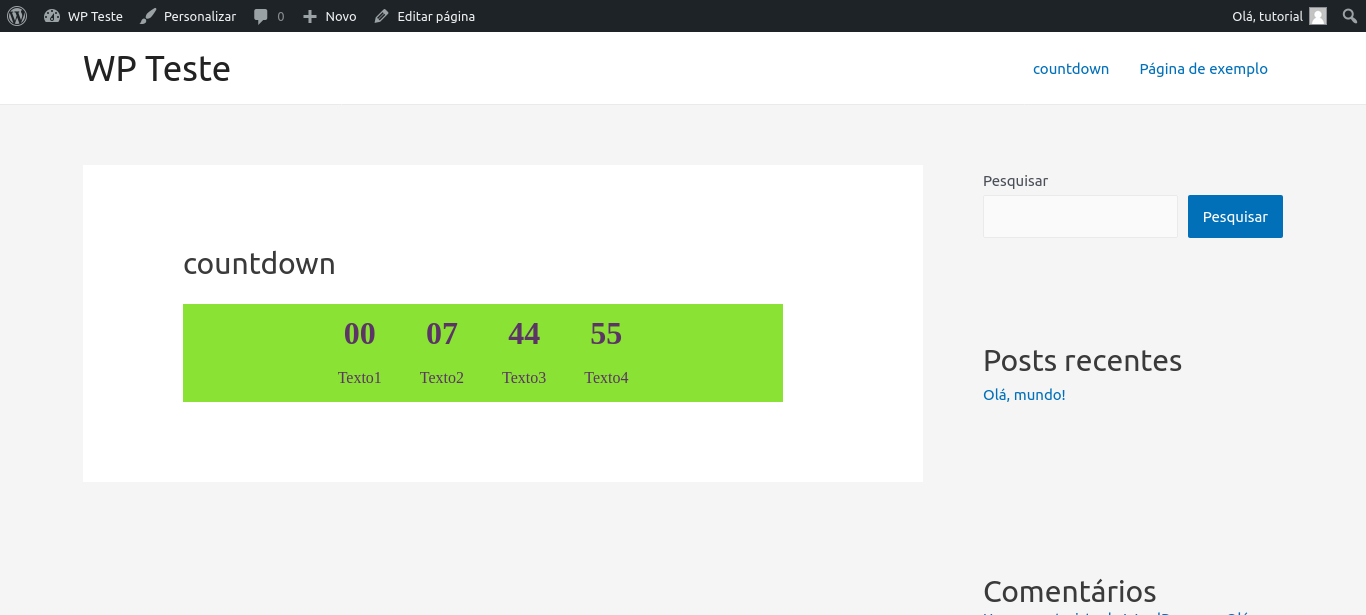 WP Teste Personalizar 0 Novo Editar página Olá, tutorial
WP Teste
countdown Página de exemplo
Pesquisar
Pesquisar
countdown
00 07 44 55
Texto1 Texto2 Texto3 Texto4
Posts recentes
Olá, mundo!
Comentários